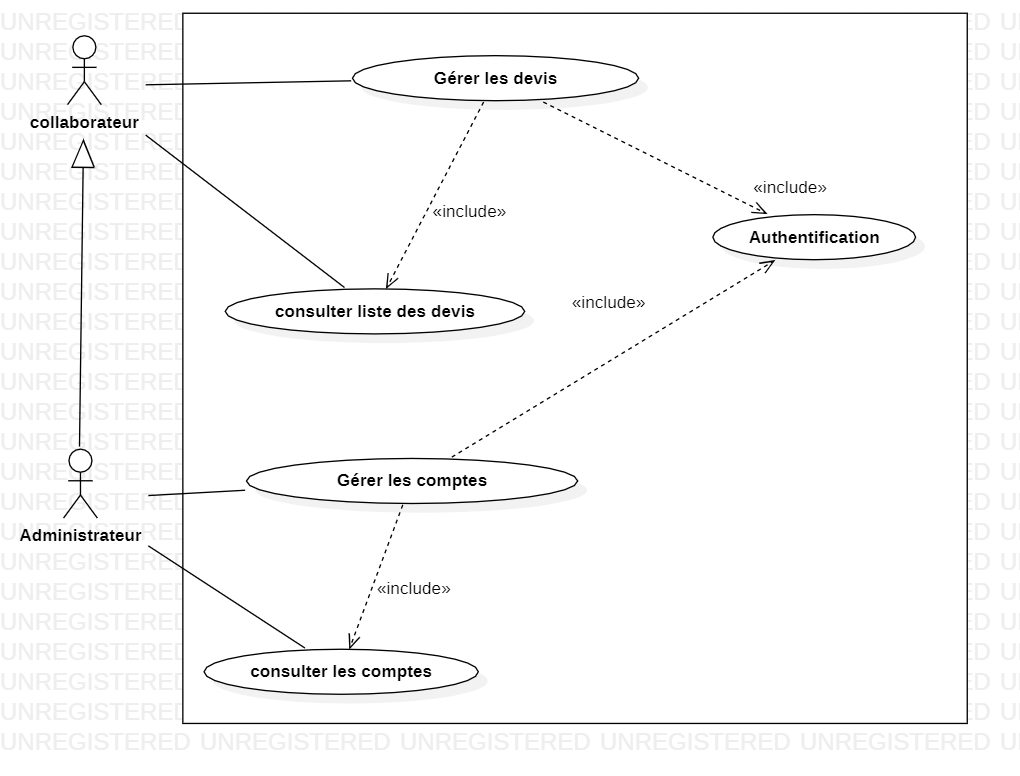 Gérer les devis
collaborateur
«include»
«include»
Authentification
«include»
consulter liste des devis
Gérer les comptes
Administrateur
«include»
consulter les comptes
UNREGISTERED UNREGISTERED UNREGISTERED UNREGISTERED UNREGISTERED